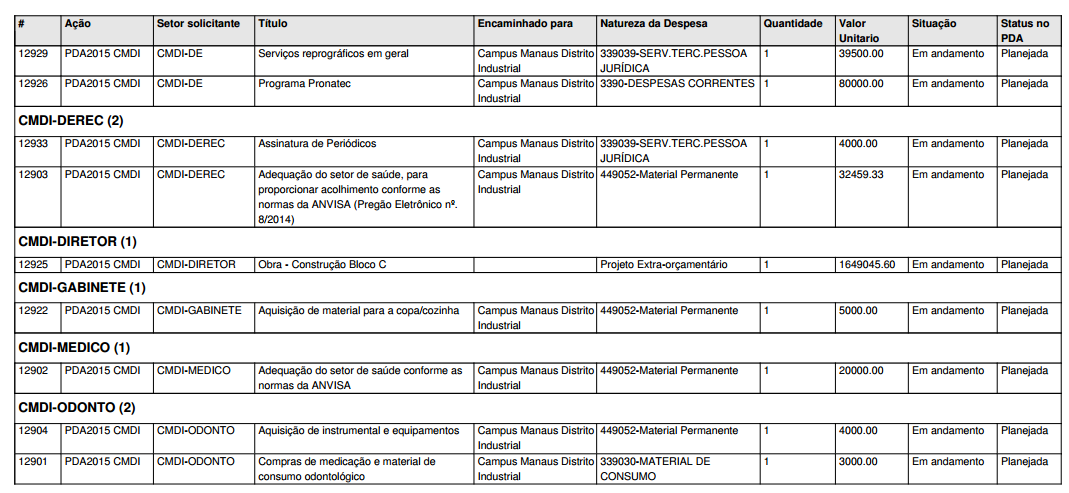 # Ação Setor solicitante Título Encaminhado para Natureza da Despesa Quantidade Valor Unitario Situação Status no PDA
12929 PDA2015 CMDI CMDI-DE Serviços reprográficos em geral Campus Manaus Distrito Industrial 339039-SERV.TERC.PESSOA JURÍDICA 1 39500.00 Em andamento Planejada
12926 PDA2015 CMDI CMDI-DE Programa Pronatec Campus Manaus Distrito Industrial 3390-DESPESAS CORRENTES 1 80000.00 Em andamento Planejada
CMDI-DEREC (2)
12933 PDA2015 CMDI CMDI-DEREC Assinatura de Periódicos Campus Manaus Distrito Industrial 339039-SERV.TERC.PESSOA JURÍDICA 1 4000.00 Em andamento Planejada
12903 PDA2015 CMDI CMDI-DEREC Adequação do setor de saúde, para proporcionar acolhimento conforme as normas da ANVISA (Pregão Eletrônico nº. 8/2014) Campus Manaus Distrito Industrial 449052-Material Permanente 1 32459.33 Em andamento Planejada
CMDI-DIRETOR (1)
12925 PDA2015 CMDI CMDI-DIRETOR Obra - Construção Bloco C Projeto Extra-orçamentário 1 1649045.60 Em andamento Planejada
CMDI-GABINETE (1)
12922 PDA2015 CMDI CMDI-GABINETE Aquisição de material para a copa/cozinha Campus Manaus Distrito Industrial 449052-Material Permanente 1 5000.00 Em andamento Planejada
CMDI-MEDICO (1)
12902 PDA2015 CMDI CMDI-MEDICO Adequação do setor de saúde conforme as normas da ANVISA Campus Manaus Distrito Industrial 449052-Material Permanente 1 20000.00 Em andamento Planejada
CMDI-ODONTO (2)
12904 PDA2015 CMDI CMDI-ODONTO Aquisição de instrumental e equipamentos Campus Manaus Distrito Industrial 449052-Material Permanente 1 4000.00 Em andamento Planejada
12901 PDA2015 CMDI CMDI-ODONTO Compras de medicação e material de consumo odontológico Campus Manaus Distrito Industrial 339030-MATERIAL DE CONSUMO 1 3000.00 Em andamento Planejada